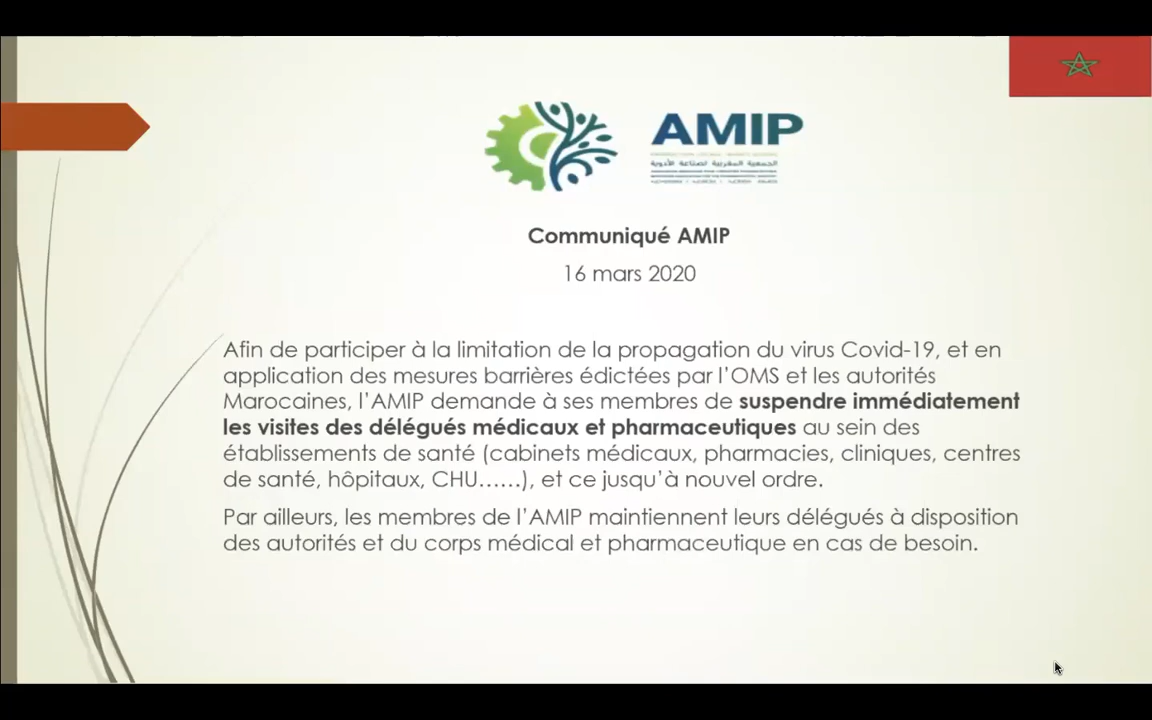 AMIP
الجمعية المغربية لصناعة الأدوية
Communiqué AMIP
16 mars 2020
Afin de participer à la limitation de la propagation du virus Covid-19, et en
application des mesures barrières édictées par l’OMS et les autorités
Marocaines, l’AMIP demande à ses membres de suspendre immédiatement
les visites des délégués médicaux et pharmaceutiques au sein des
établissements de santé (cabinets médicaux, pharmacies, cliniques, centres
de santé, hôpitaux, CHU……), et ce jusqu’à nouvel ordre.
Par ailleurs, les membres de l’AMIP maintiennent leurs délégués à disposition
des autorités et du corps médical et pharmaceutique en cas de besoin.